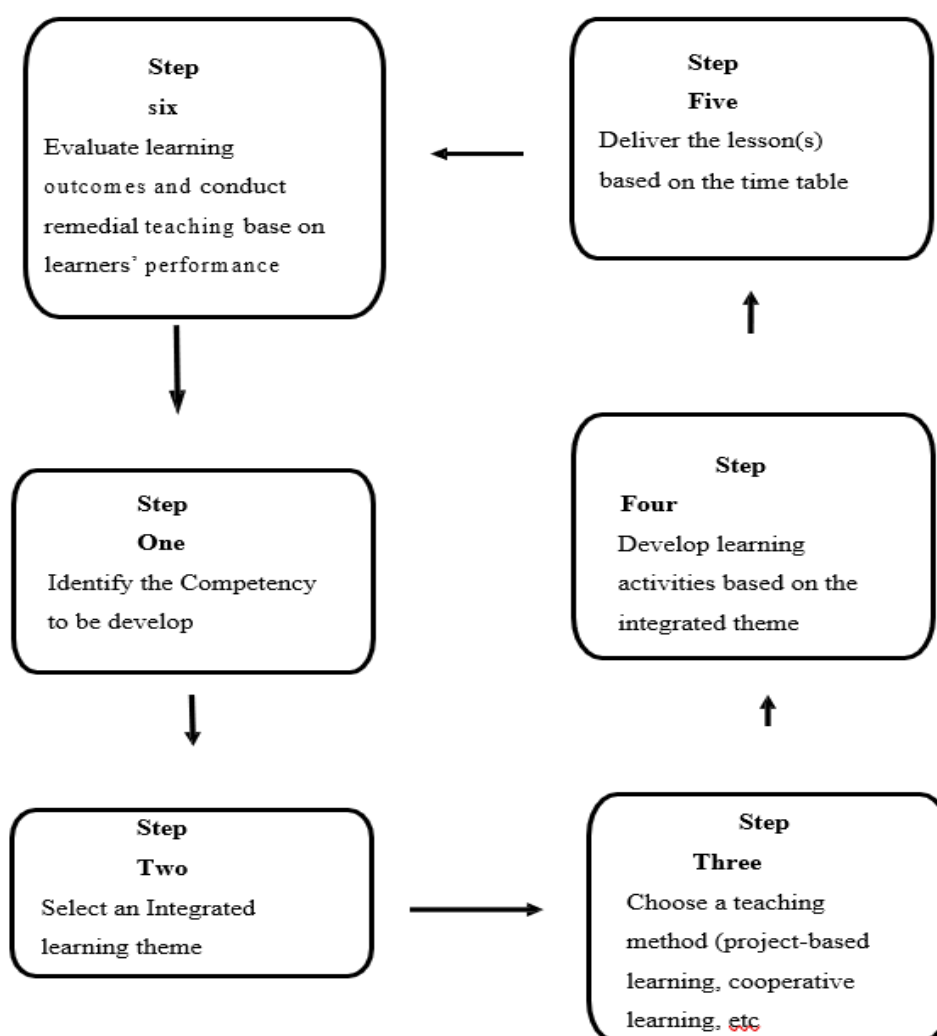 Step
six
Evaluate learning
outcomes and conduct
remedial teaching base on
learners' performance
Step
Five
Deliver the lesson(s)
based on the time table
Step
One
Identify the Competency
to be develop
Step
Four
Develop learning
activities based on the
integrated theme
Step
Two
Select an Integrated
learning theme
Step
Three
Choose a teaching
method (project-based
learning, cooperative
learning, etc